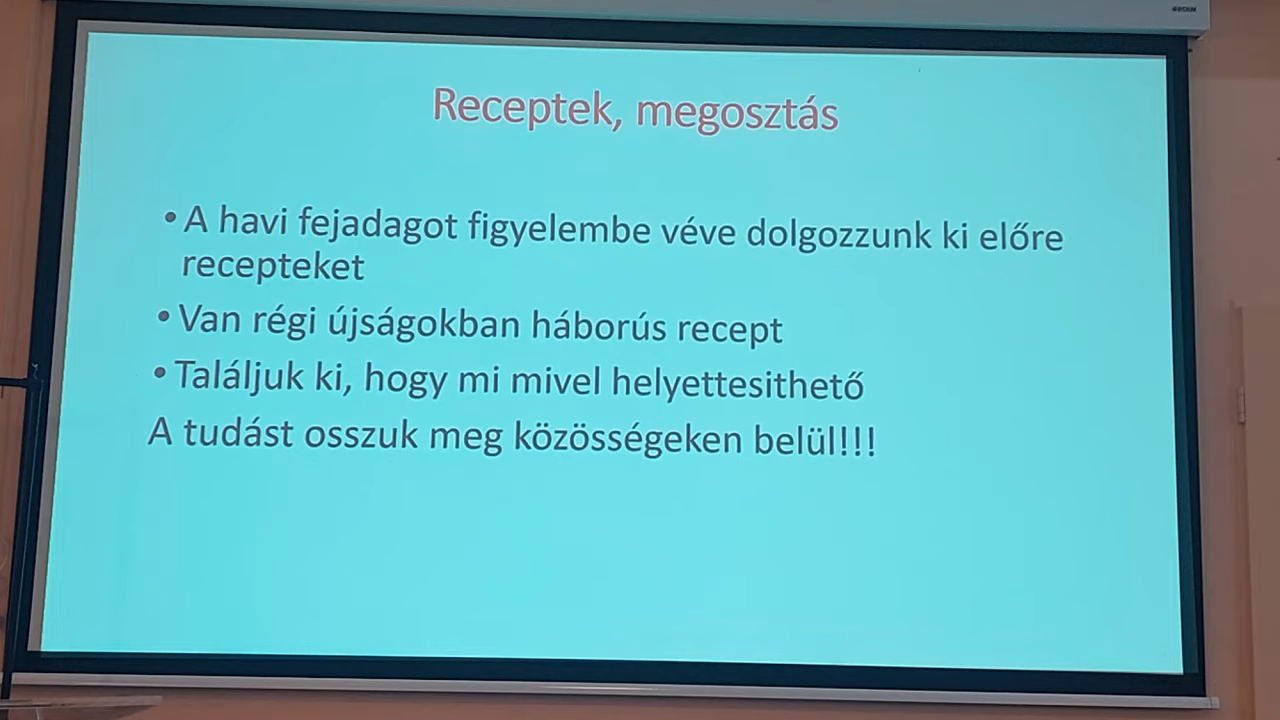 Receptek, megosztás
• A havi fejadagot figyelembe véve dolgozzunk ki előre
recepteket
• Van régi újságokban háborús recept
• Találjuk ki, hogy mi mivel helyettesithető
A tudást osszuk meg közösségeken belül!!!